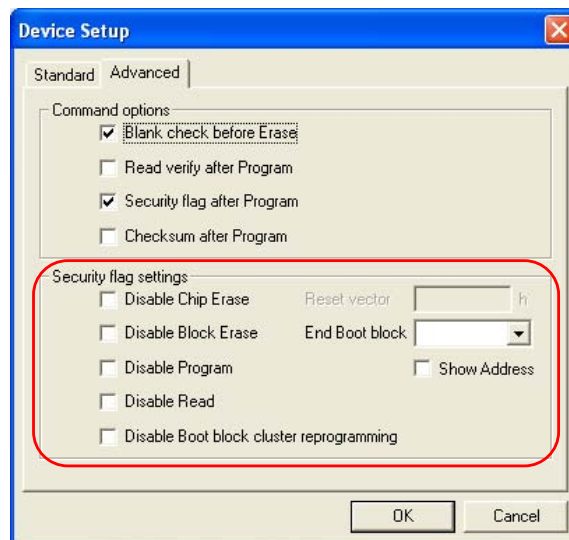 Device Setup
Standard Advanced
Command options
Blank check before Erase
Read verify after Program
Security flag after Program
Checksum after Program
Security flag settings
Disable Chip Erase Reset vector h
Disable Block Erase End Boot block
Disable Program Show Address
Disable Read
Disable Boot block cluster reprogramming
OK Cancel